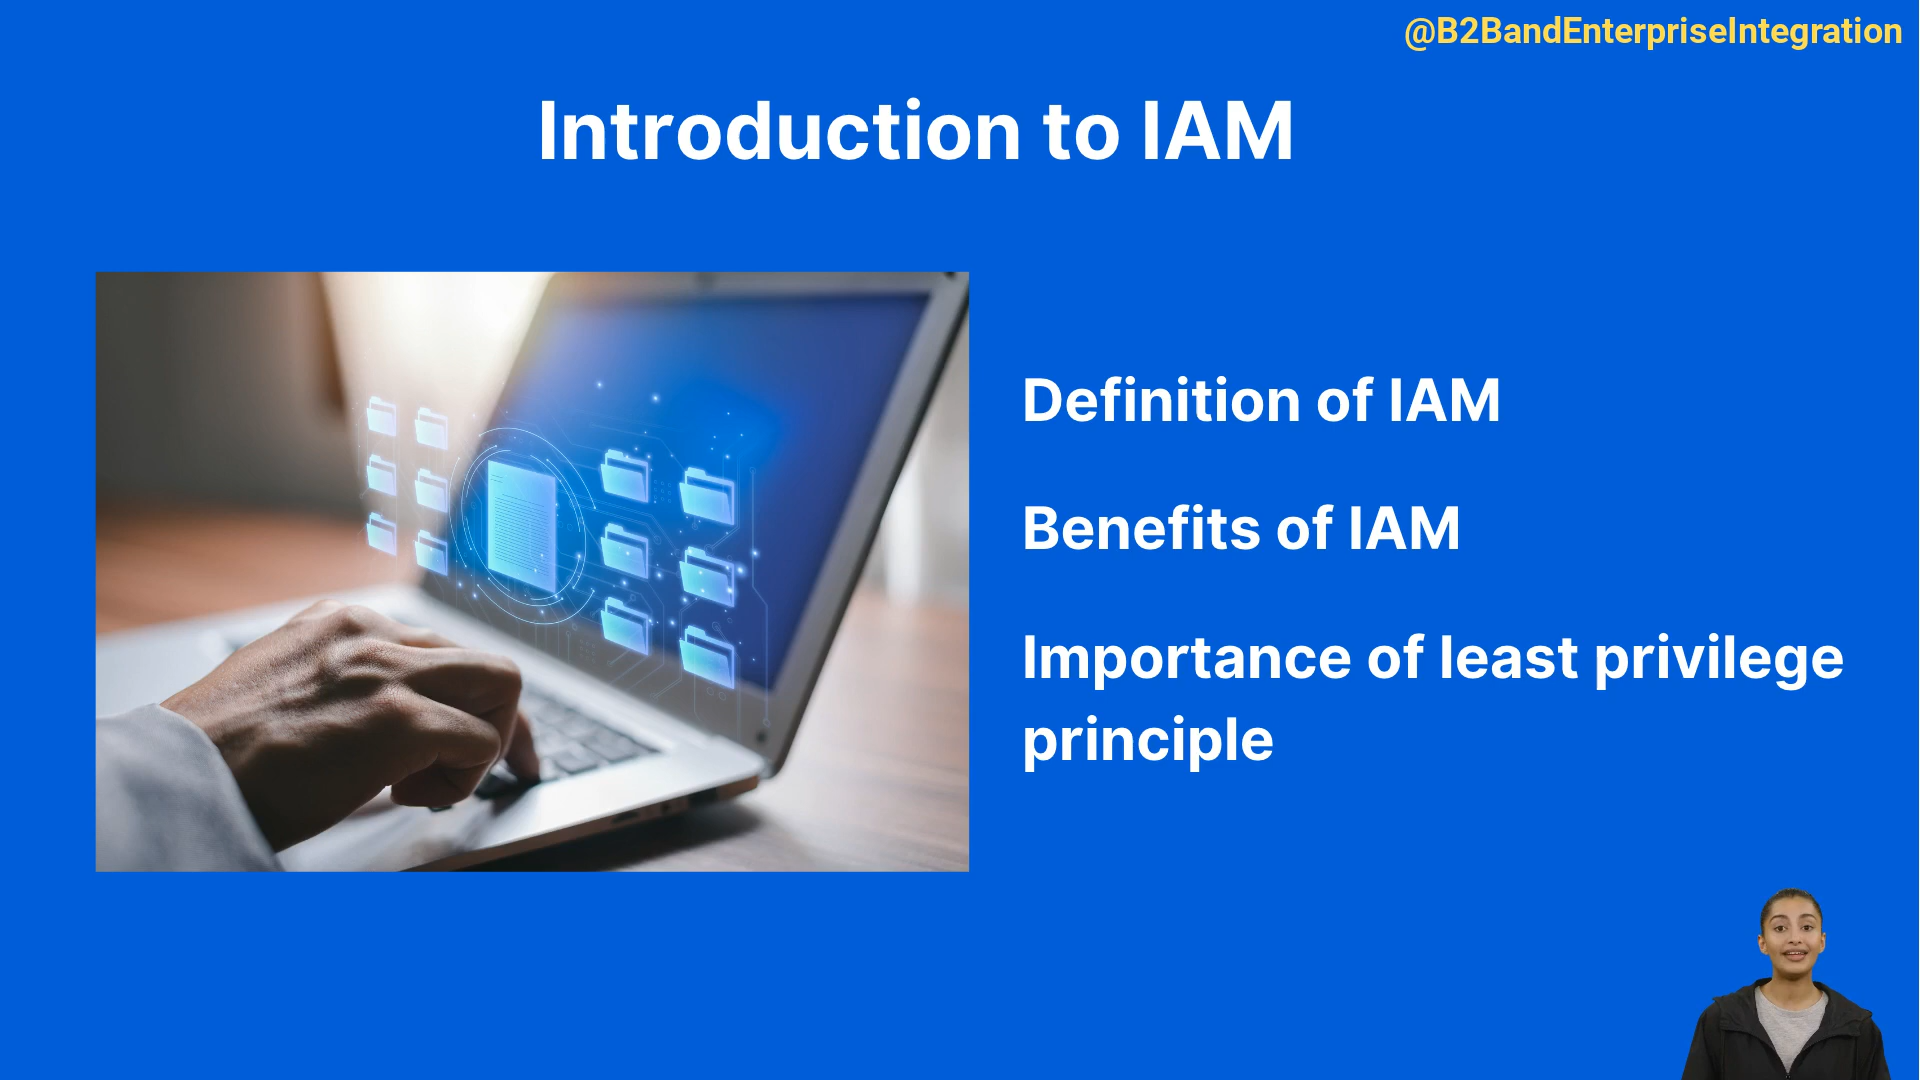 @B2BandEnterpriseIntegration
Introduction to IAM
Definition of IAM
Benefits of IAM
Importance of least privilege
principle